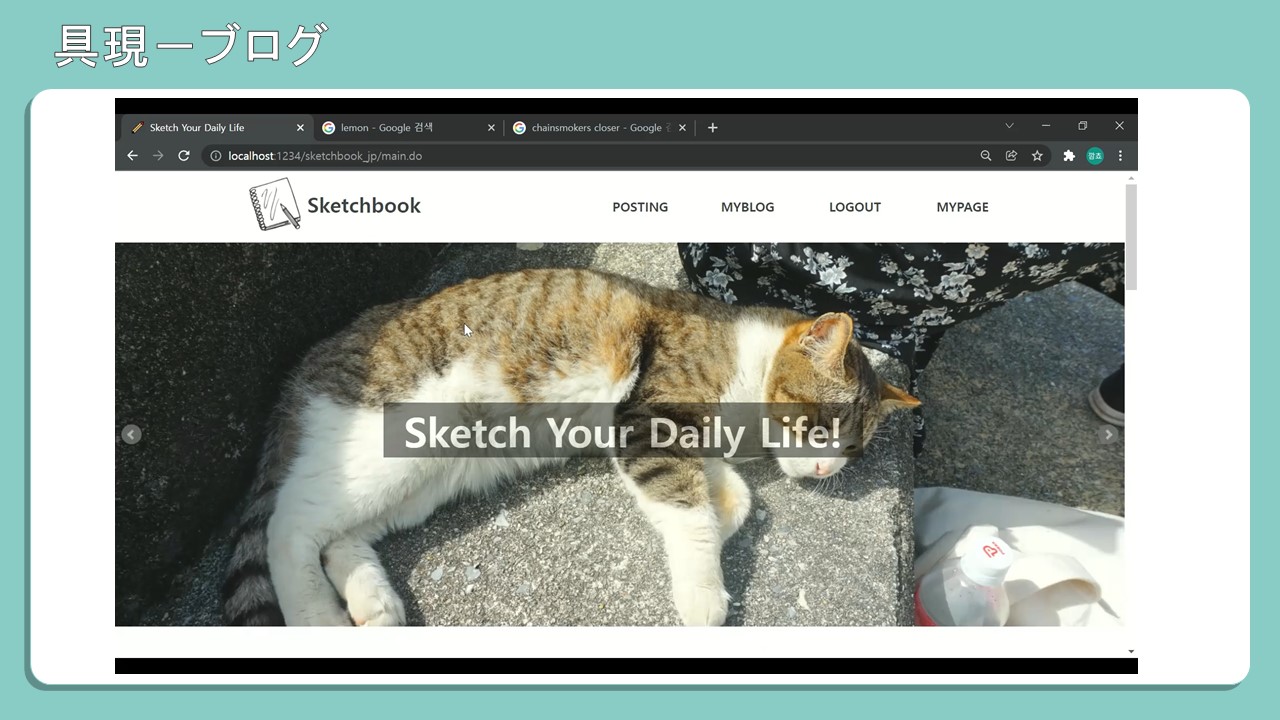 具現ーブログ
Sketch Your Daily Life
lemon - Google 검색
chainsmokers closer - Google
localhost:1234/sketchbook_jp/main.do
Sketchbook
POSTING MYBLOG LOGOUT MYPAGE
Sketch Your Daily Life!